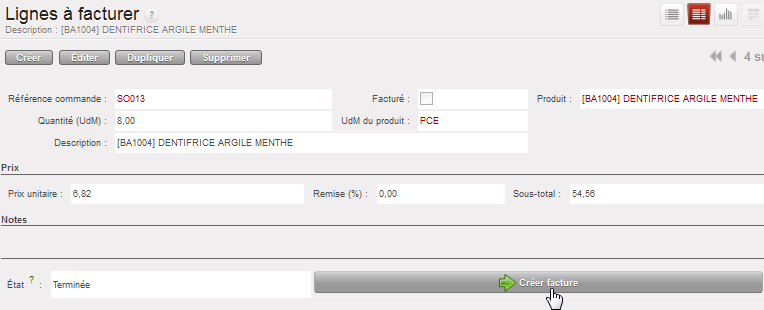 Lignes à facturer ?
Description : [BA1004] DENTIFRICE ARGILE MENTHE
Créer Éditer Dupliquer Supprimer 4 su
Référence commande : SO013 Facturé : Produit : [BA1004] DENTIFRICE ARGILE MENTHE
Quantité (UdM) : 8,00 UdM du produit : PCE
Description : [BA1004] DENTIFRICE ARGILE MENTHE
Prix
Prix unitaire : 6,82 Remise (%) : 0,00 Sous-total : 54,56
Notes
État ? : Terminée Créer facture